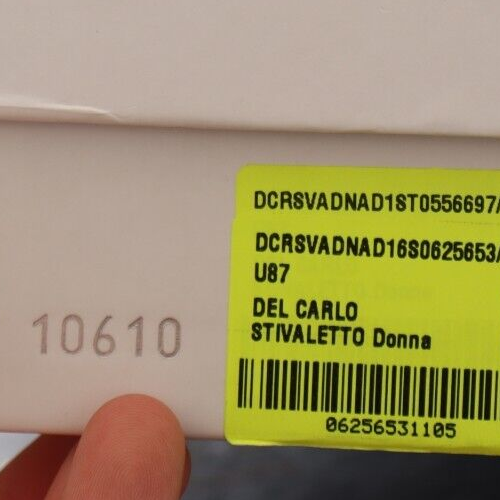 DCRSVADNAD1ST0556697/
DCRSVADNAD16S0625653/
U87
DEL CARLO
STIVALETTO Donna
06256531105
10610